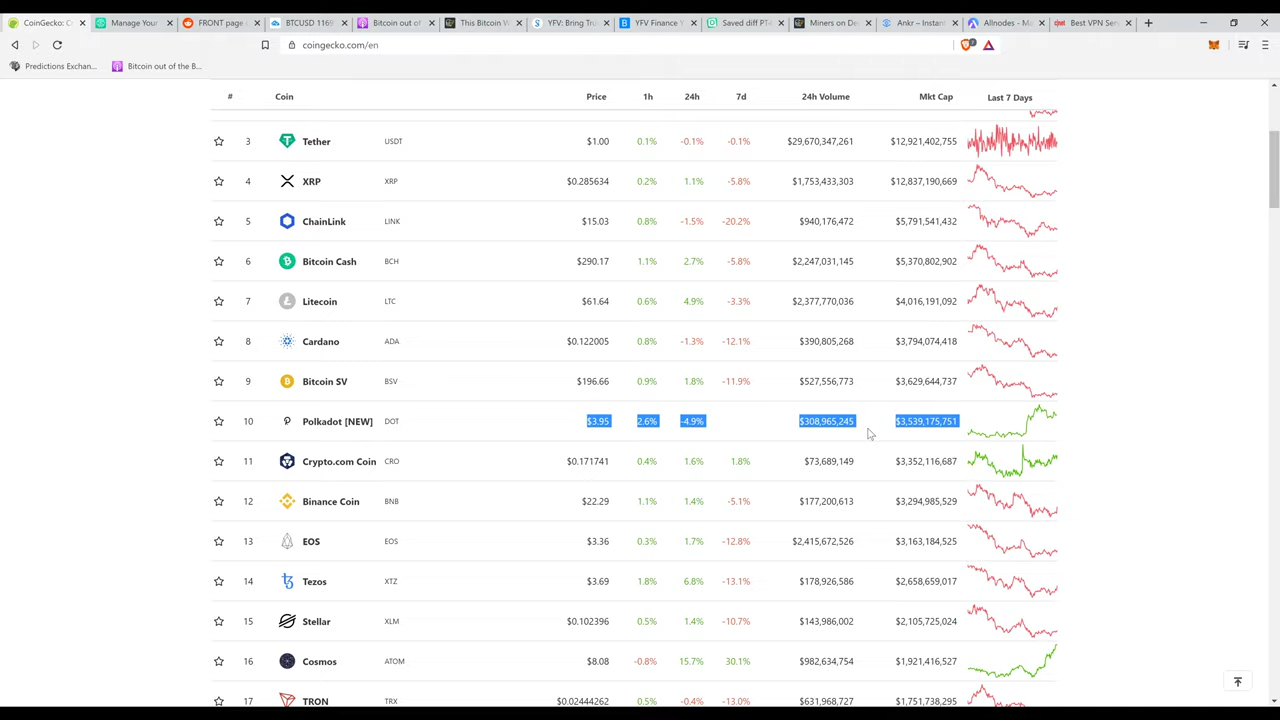 CoinGecko: C
Manage Your
FRONT page
BTCUSD 1169
Bitcoin out of
This Bitcoin W
YFV: Bring Tru
YFV Finance Y
Saved diff PT
Miners on De
Ankr – Instant
Allnodes - Ma
Best VPN Serv
coingecko.com/en
Predictions Exchan...
Bitcoin out of the B...
# Coin Price 1h 24h 7d 24h Volume Mkt Cap Last 7 Days
3 Tether USDT $1.00 0.1% -0.1% -0.1% $29,670,347,261 $12,921,402,755
4 XRP XRP $0.285634 0.2% 1.1% -5.8% $1,753,433,303 $12,837,190,669
5 ChainLink LINK $15.03 0.8% -1.5% -20.2% $940,176,472 $5,791,541,432
6 Bitcoin Cash BCH $290.17 1.1% 2.7% -5.8% $2,247,031,145 $5,370,802,902
7 Litecoin LTC $61.64 0.6% 4.9% -3.3% $2,377,770,036 $4,016,191,092
8 Cardano ADA $0.122005 0.8% -1.3% -12.1% $390,805,268 $3,794,074,418
9 Bitcoin SV BSV $196.66 0.9% 1.8% -11.9% $527,556,773 $3,629,644,737
10 Polkadot [NEW] DOT $3.95 2.6% -4.9% $308,965,245 $3,539,175,751
11 Crypto.com Coin CRO $0.171741 0.4% 1.6% 1.8% $73,689,149 $3,352,116,687
12 Binance Coin BNB $22.29 1.1% 1.4% -5.1% $177,200,613 $3,294,985,529
13 EOS EOS $3.36 0.3% 1.7% -12.8% $2,415,672,526 $3,163,184,525
14 Tezos XTZ $3.69 1.8% 6.8% -13.1% $178,926,586 $2,658,659,017
15 Stellar XLM $0.102396 0.5% 1.4% -10.7% $143,986,002 $2,105,725,024
16 Cosmos ATOM $8.08 -0.8% 15.7% 30.1% $982,634,754 $1,921,416,527
17 TRON TRX $0.02444262 0.5% -0.4% -13.0% $631,968,727 $1,751,738,295